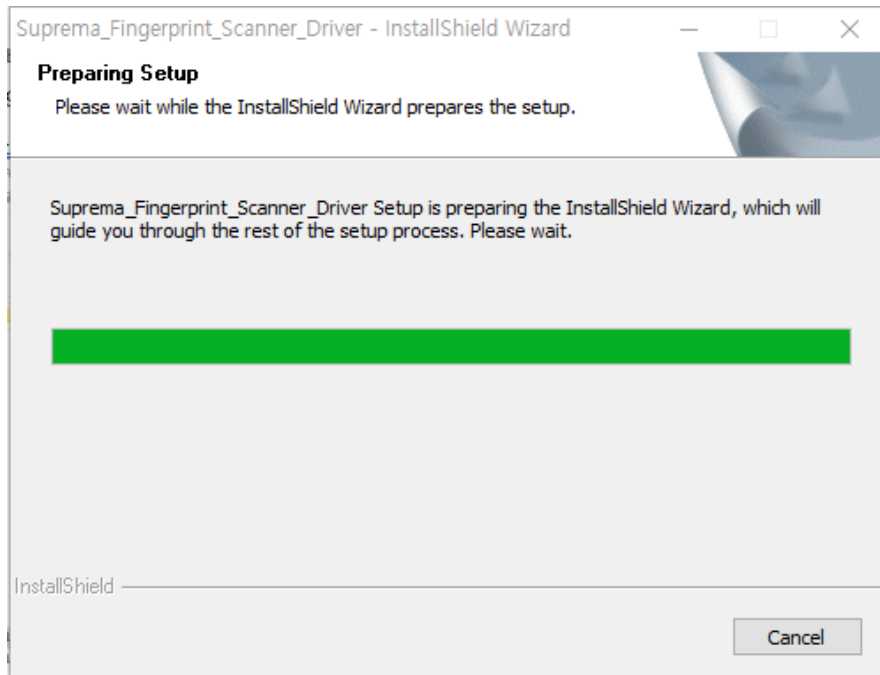 Suprema_Fingerprint_Scanner_Driver - InstallShield Wizard
Preparing Setup
Please wait while the InstallShield Wizard prepares the setup.
Suprema_Fingerprint_Scanner_Driver Setup is preparing the InstallShield Wizard, which will
guide you through the rest of the setup process. Please wait.
InstallShield
Cancel